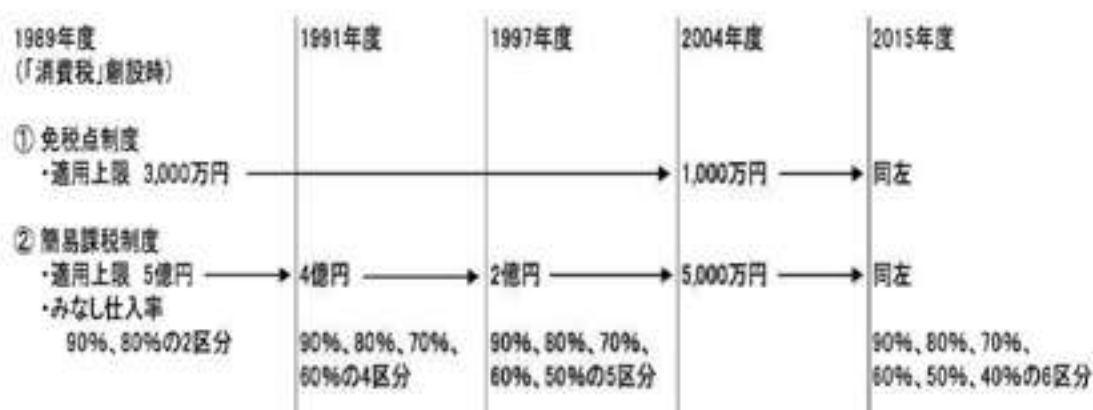 1989年度
(「消費税」創設時)
1991年度
1997年度
2004年度
2015年度
① 免税点制度
・適用上限 3,000万円
1,000万円
同左
② 簡易課税制度
・適用上限 5億円
4億円
2億円
5,000万円
同左
・みなし仕入率
90%、80%の2区分
90%、80%、70%、
60%の4区分
90%、80%、70%、
60%、50%の5区分
90%、80%、70%、
60%、50%、40%の6区分